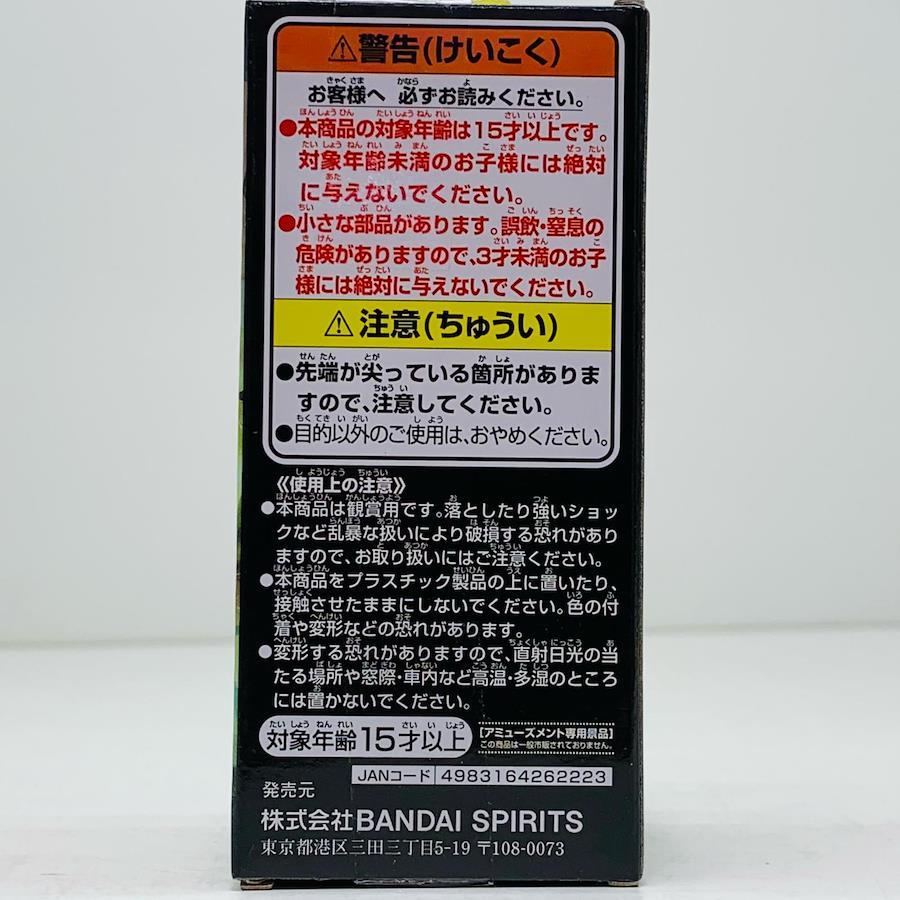 ⚠警告(けいこく)
お客様へ 必ずお読みください。
●本商品の対象年齢は15才以上です。
対象年齢未満のお子様には絶対
に与えないでください。
●小さな部品があります。誤飲・窒息の
危険がありますので、3才未満のお子
様には絶対に与えないでください。
⚠注意(ちゅうい)
●先端が尖っている箇所がありま
すので、注意してください。
●目的以外のご使用は、おやめください。
《使用上の注意》
●本商品は観賞用です。落としたり強いショッ
クなど乱暴な扱いにより破損する恐れがあり
ますので、お取り扱いにはご注意ください。
●本商品をプラスチック製品の上に置いたり、
接触させたままにしないでください。色の付
着や変形などの恐れがあります。
●変形する恐れがありますので、直射日光の当
たる場所や窓際・車内など高温・多湿のところ
には置かないでください。
対象年齢15才以上
【アミューズメント専用景品】
この商品は一般市販されておりません。
JANコード 4983164262223
発売元
株式会社BANDAI SPIRITS
東京都港区三田三丁目5-19 〒108-0073